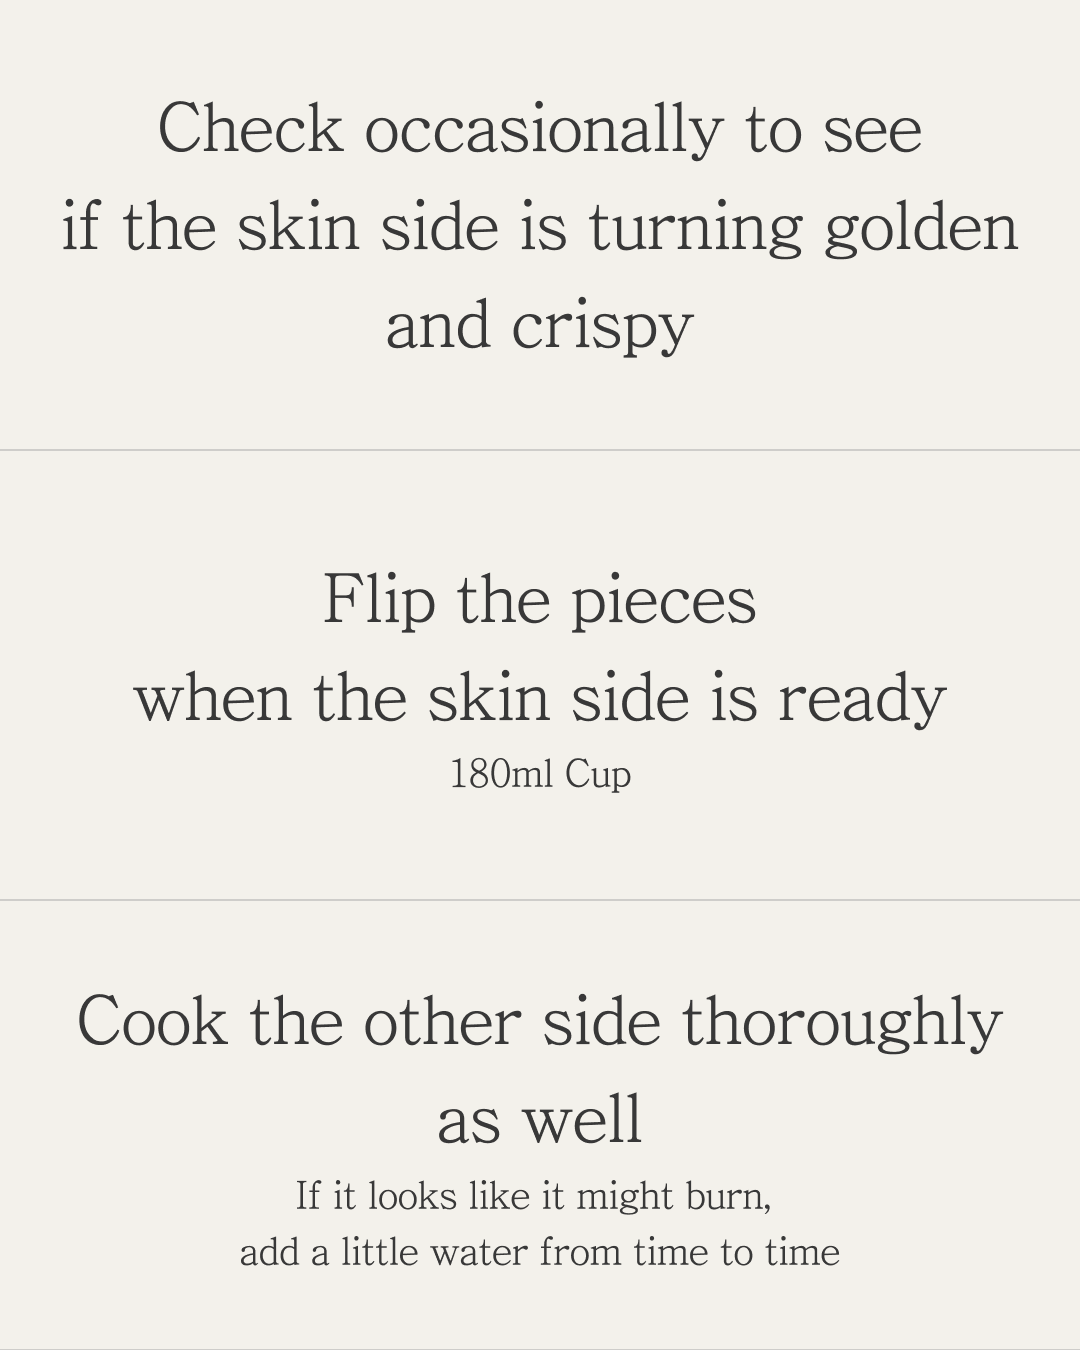 Check occasionally to see
if the skin side is turning golden
and crispy
Flip the pieces
when the skin side is ready
180ml Cup
Cook the other side thoroughly
as well
If it looks like it might burn,
add a little water from time to time